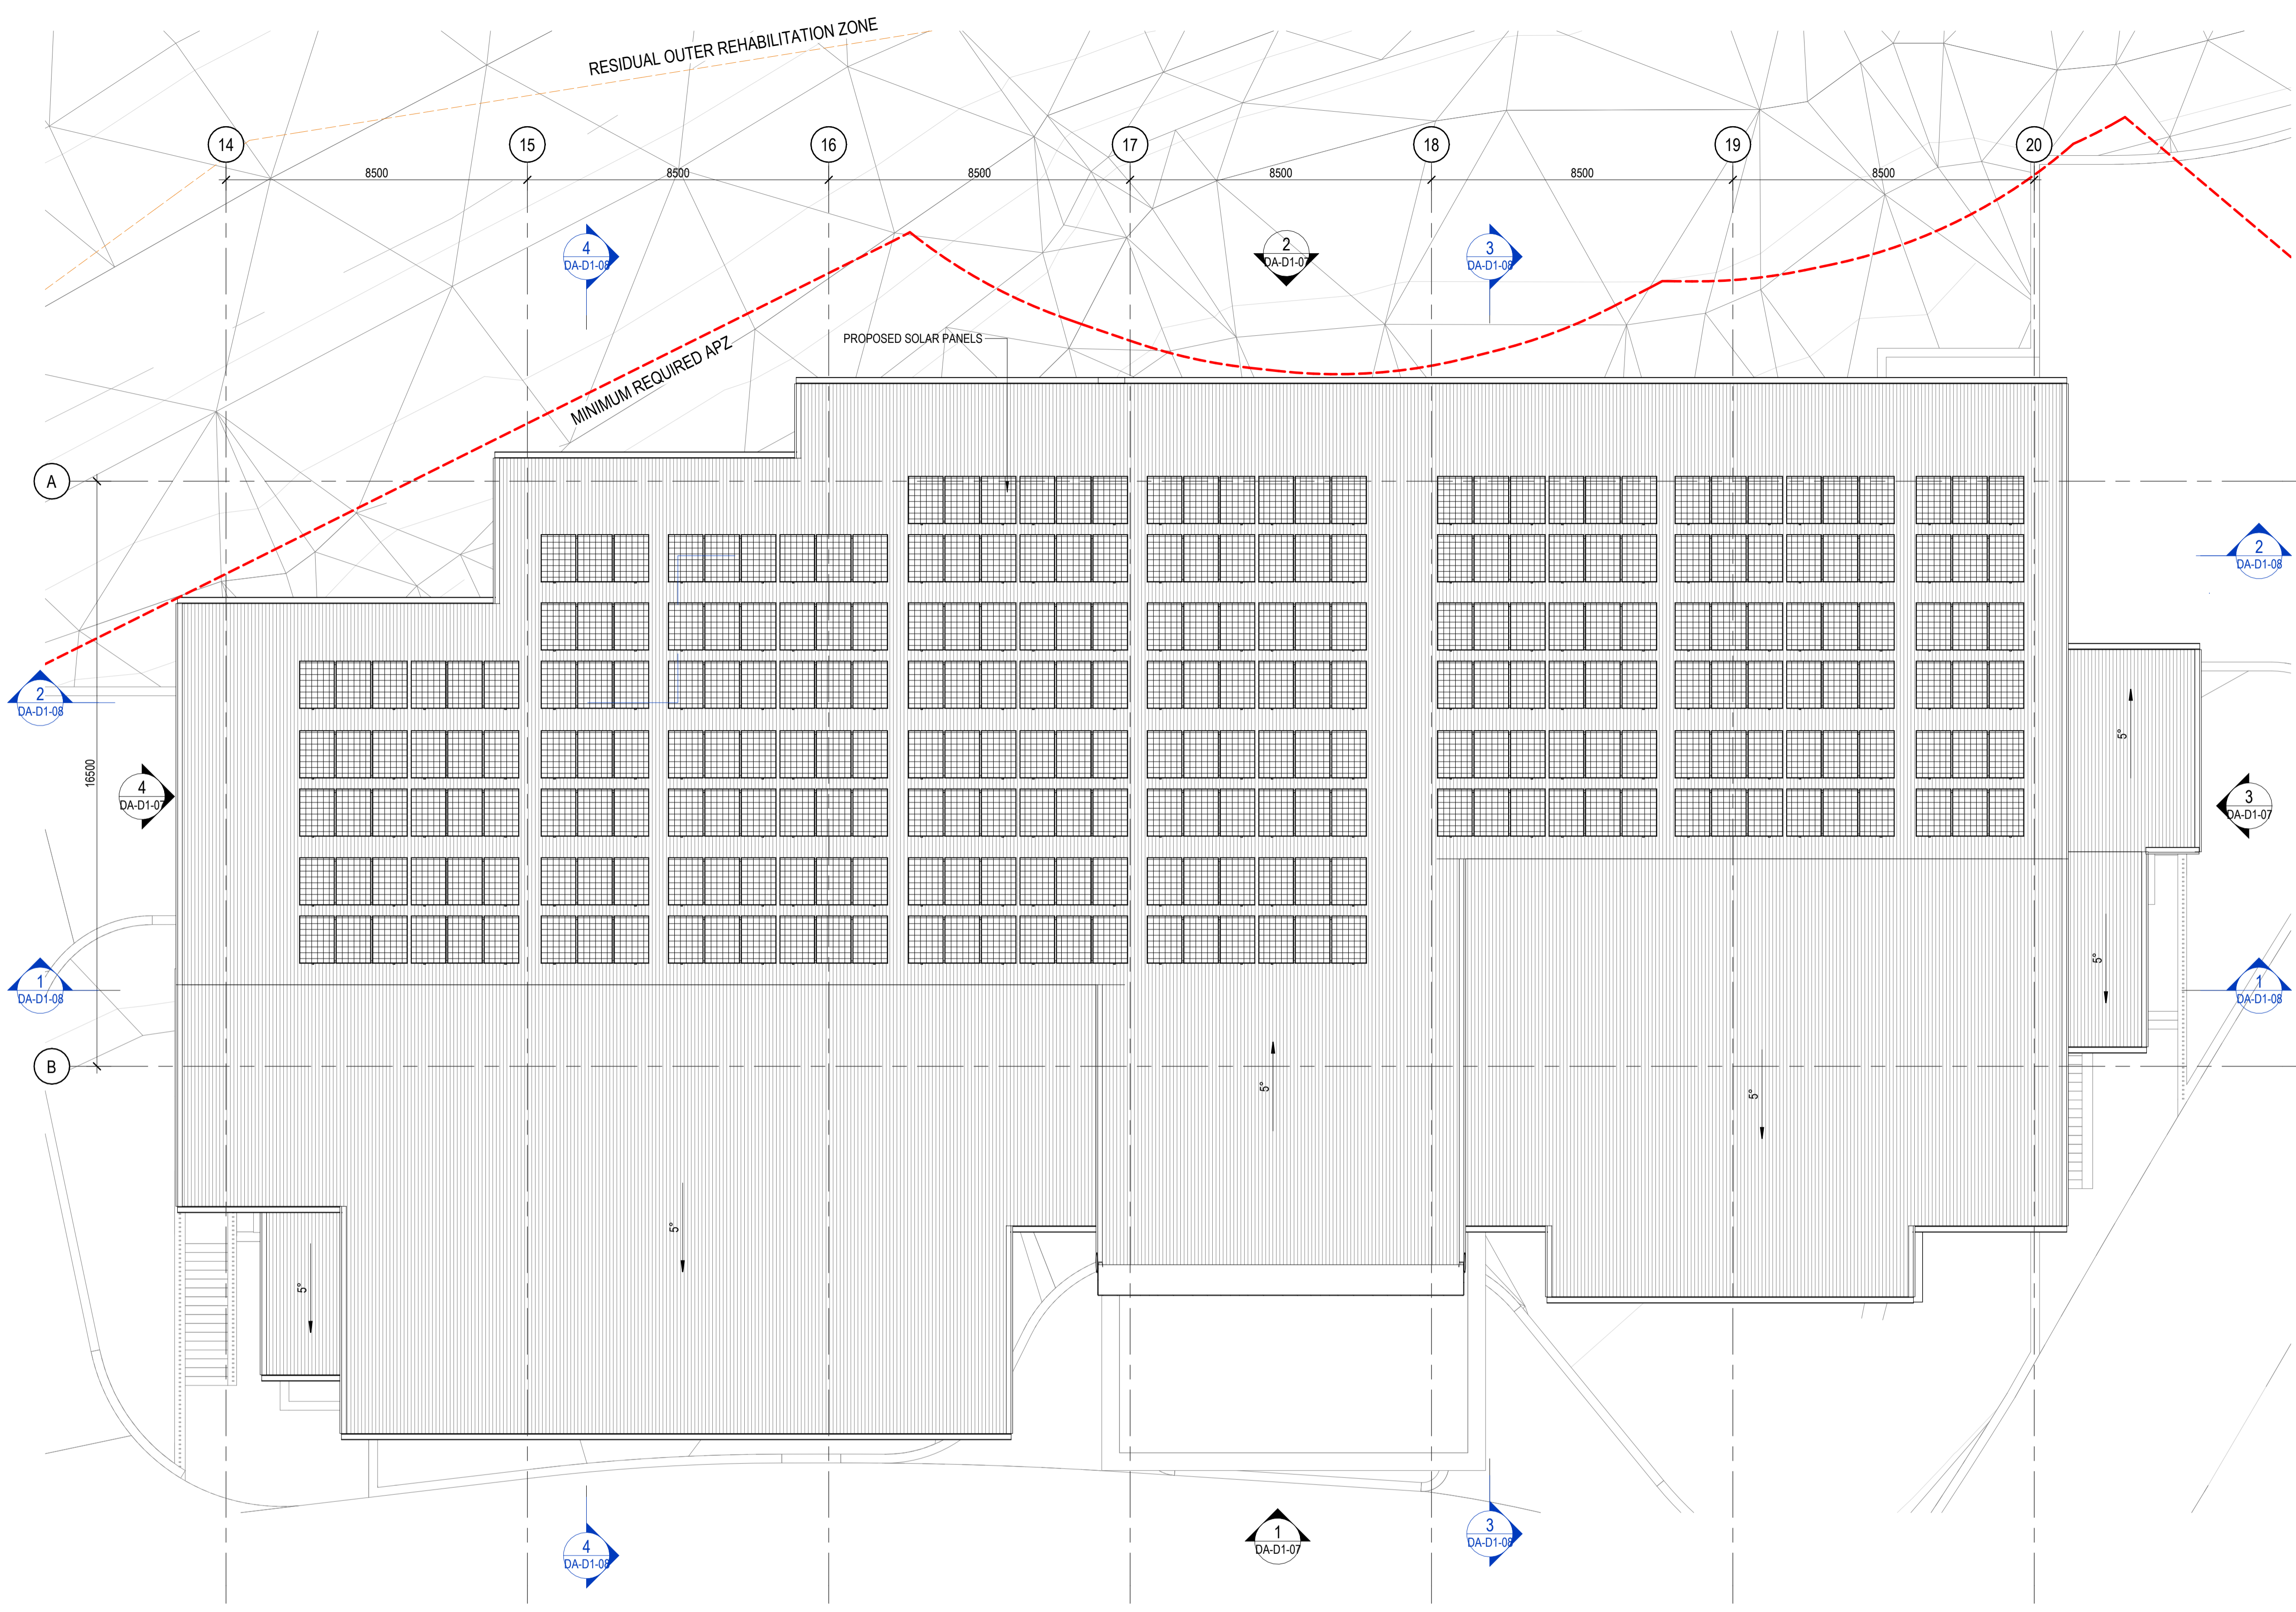 RESIDUAL OUTER REHABILITATION ZONE
14 15 16 17 18 19 20
8500 8500 8500 8500 8500 8500
4
DA-D1-08
2
DA-D1-07
3
DA-D1-08
PROPOSED SOLAR PANELS
MINIMUM REQUIRED APZ
A
2
DA-D1-08
2
DA-D1-08
5°
16500
4
DA-D1-07
3
DA-D1-07
5°
1
DA-D1-08
1
DA-D1-08
B
5°
5°
5°
5°
4
DA-D1-08
1
DA-D1-07
3
DA-D1-08